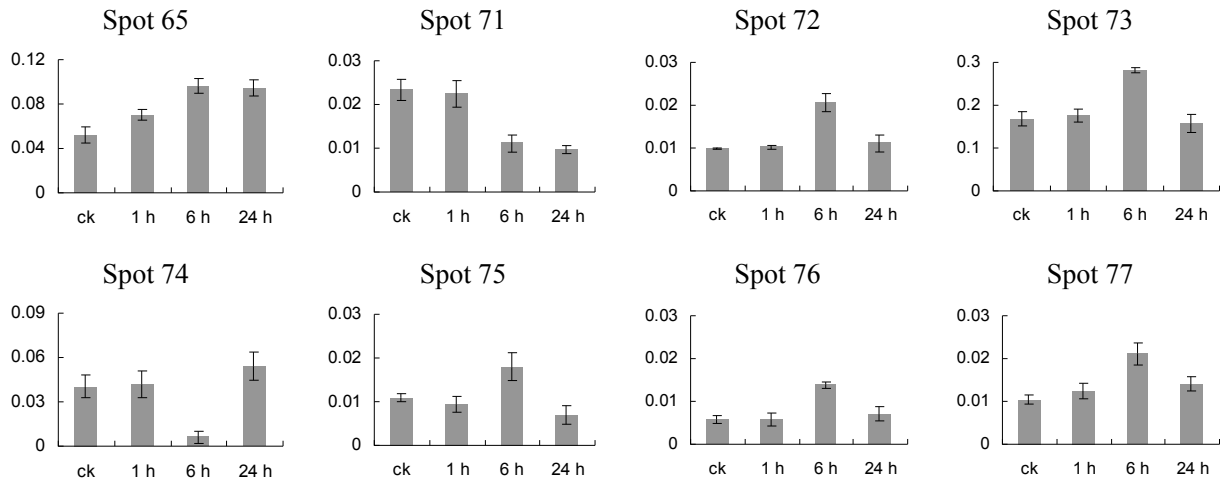 Spot 65 Spot 71 Spot 72 Spot 73
0.12 0.03 0.03 0.3
0.08 0.02 0.02 0.2
0.04 0.01 0.01 0.1
0 0 0 0
ck 1 h 6 h 24 h ck 1 h 6 h 24 h ck 1 h 6 h 24 h ck 1 h 6 h 24 h
Spot 74 Spot 75 Spot 76 Spot 77
0.09 0.03 0.03 0.03
0.06 0.02 0.02 0.02
0.03 0.01 0.01 0.01
0 0 0 0
ck 1 h 6 h 24 h ck 1 h 6 h 24 h ck 1 h 6 h 24 h ck 1 h 6 h 24 h